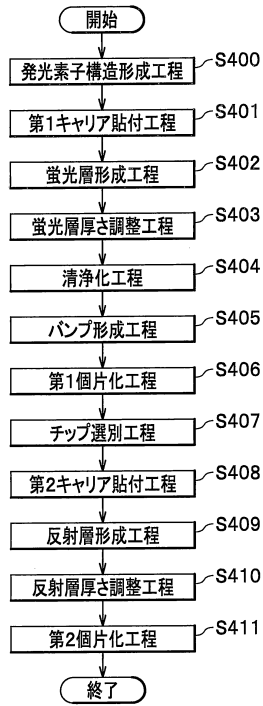 開始
発光素子構造形成工程 S400
第1キャリア貼付工程 S401
蛍光層形成工程 S402
蛍光層厚さ調整工程 S403
清浄化工程 S404
バンプ形成工程 S405
第1個片化工程 S406
チップ選別工程 S407
第2キャリア貼付工程 S408
反射層形成工程 S409
反射層厚さ調整工程 S410
第2個片化工程 S411
終了